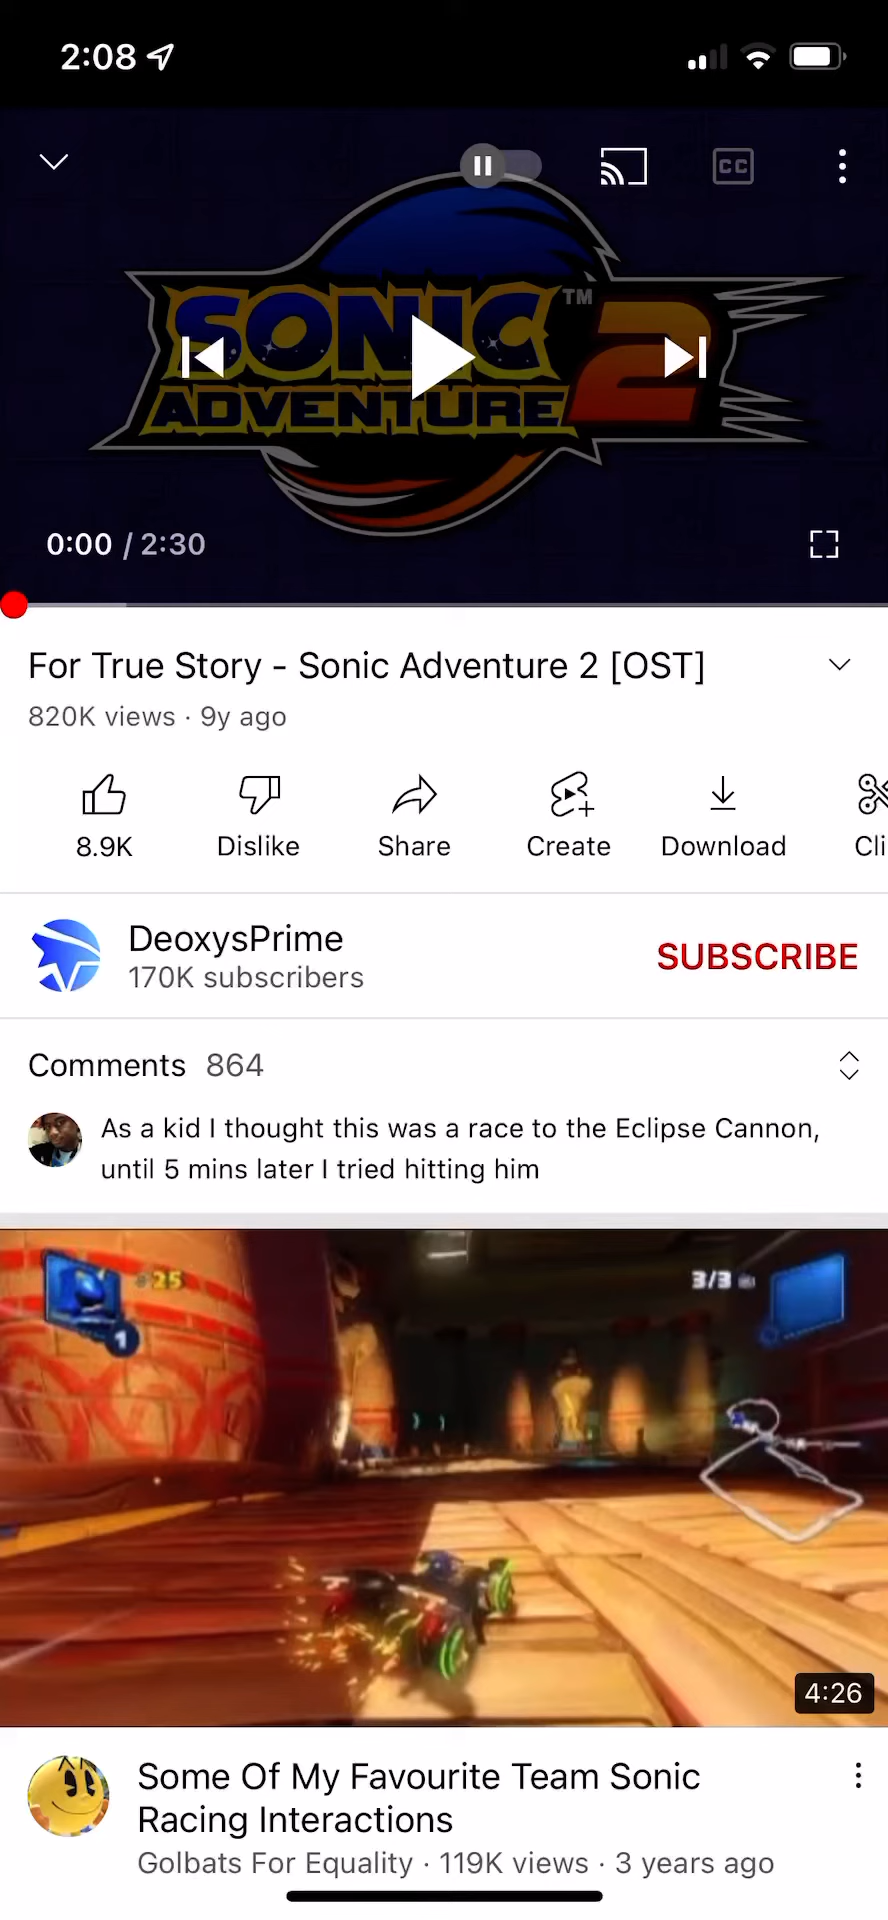 2:08
CC
SONIC
TM
ADVENTURE 2
0:00 / 2:30
For True Story - Sonic Adventure 2 [OST]
820K views · 9y ago
8.9K
Dislike
Share
Create
Download
Cli
DeoxysPrime
170K subscribers
SUBSCRIBE
Comments 864
As a kid I thought this was a race to the Eclipse Cannon,
until 5 mins later I tried hitting him
25
3/3
1
4:26
Some Of My Favourite Team Sonic
Racing Interactions
Golbats For Equality · 119K views · 3 years ago